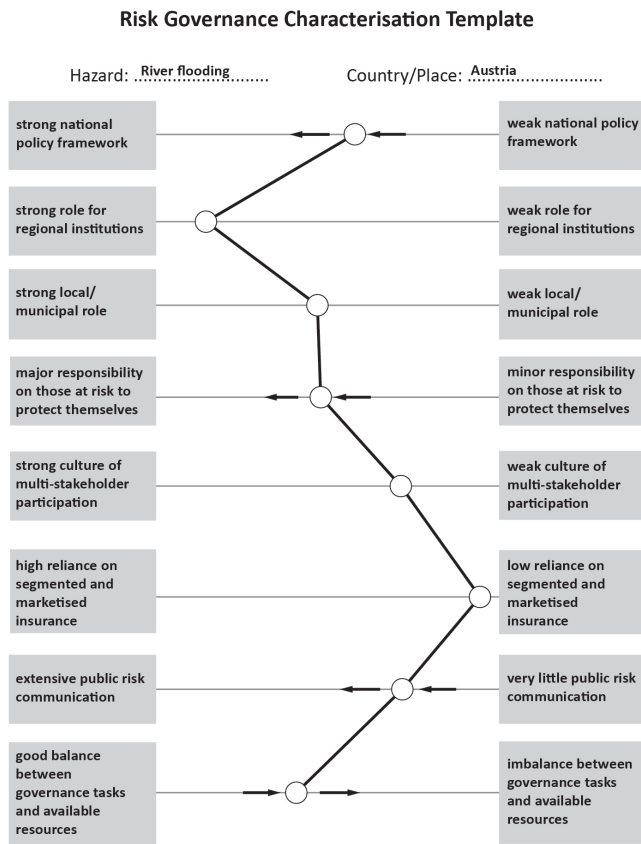 Risk Governance Characterisation Template
Hazard: River flooding
Country/Place: Austria
strong national
policy framework
weak national policy
framework
strong role for
regional institutions
weak role for
regional institutions
strong local/
municipal role
weak local/
municipal role
major responsibility
on those at risk to
protect themselves
minor responsibility
on those at risk to
protect themselves
strong culture of
multi-stakeholder
participation
weak culture of
multi-stakeholder
participation
high reliance on
segmented and
marketised
insurance
low reliance on
segmented and
marketised
insurance
extensive public risk
communication
very little public risk
communication
good balance
between
governance tasks
and available
resources
imbalance between
governance tasks
and available
resources